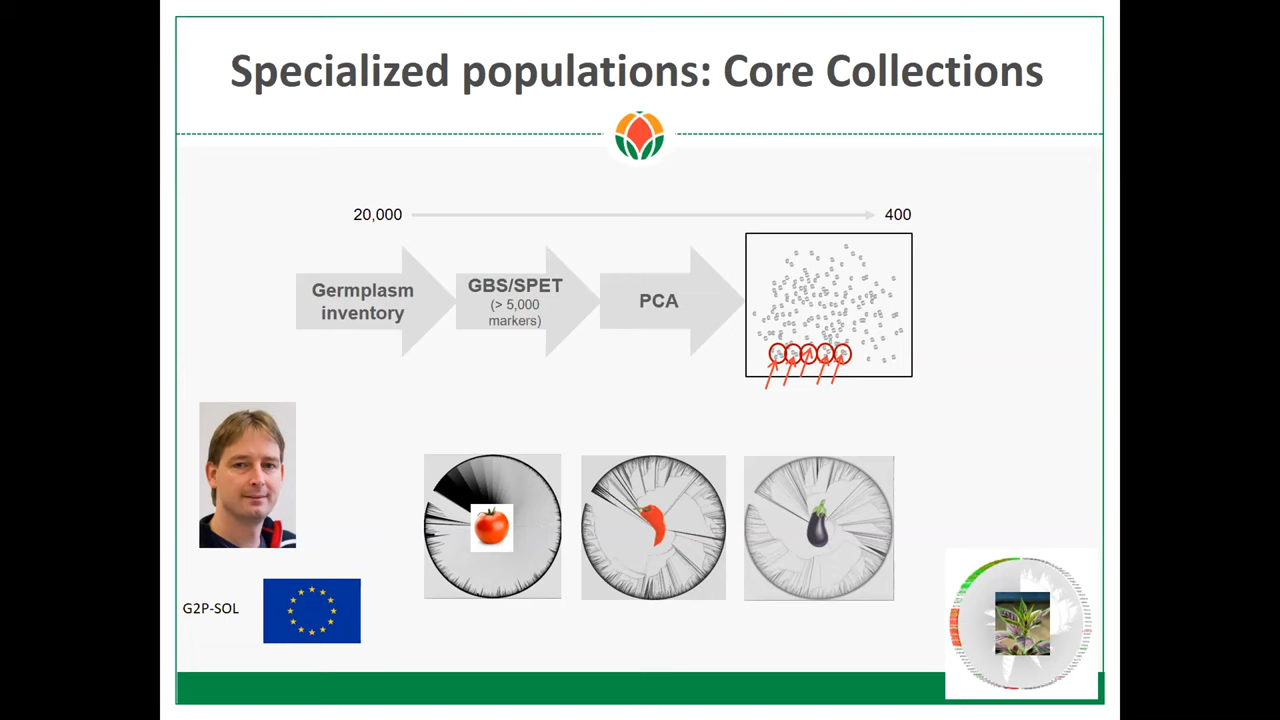 Specialized populations: Core Collections
20,000
400
Germplasm
inventory
GBS/SPET
(> 5,000
markers)
PCA
G2P-SOL